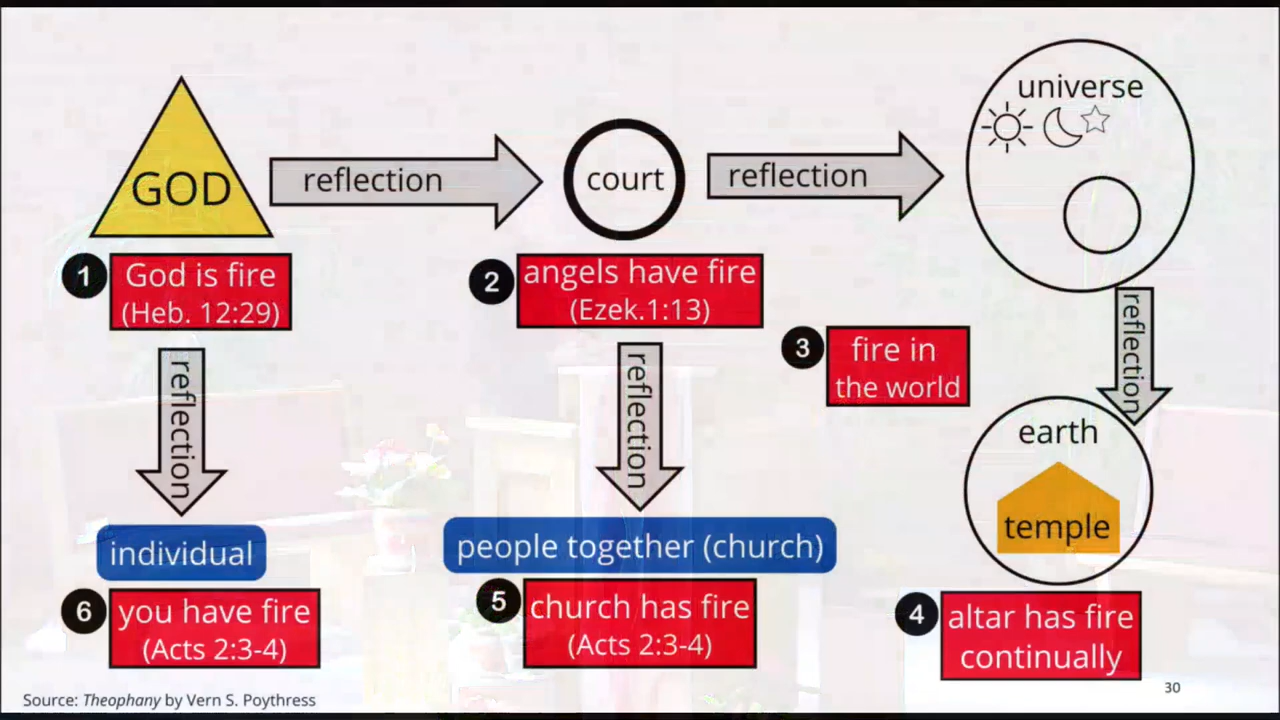 GOD
reflection
court
reflection
universe
1
God is fire
(Heb. 12:29)
2
angels have fire
(Ezek.1:13)
3
fire in
the world
reflection
reflection
reflection
earth
temple
individual
people together (church)
6
you have fire
(Acts 2:3-4)
5
church has fire
(Acts 2:3-4)
4
altar has fire
continually
Source: Theophany by Vern S. Poythress
30